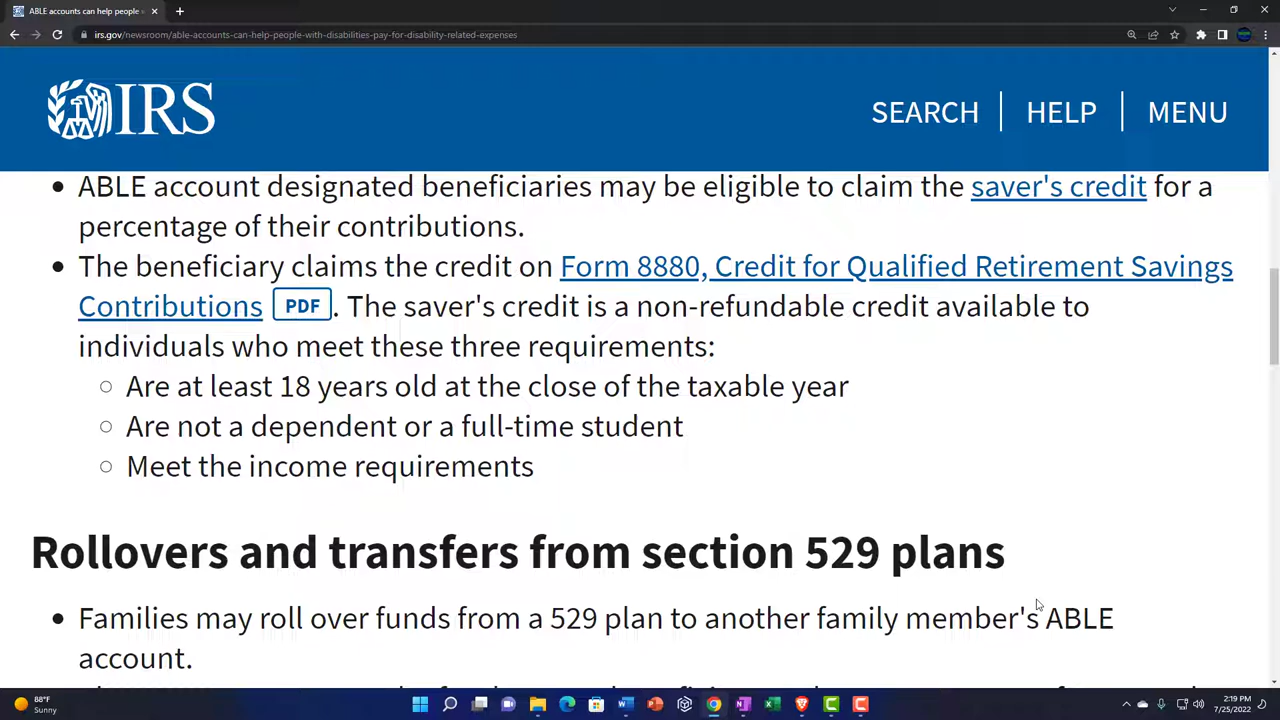 ABLE accounts can help people w
irs.gov/newsroom/able-accounts-can-help-people-with-disabilities-pay-for-disability-related-expenses
IRS
SEARCH
HELP
MENU
ABLE account designated beneficiaries may be eligible to claim the saver's credit for a
percentage of their contributions.
The beneficiary claims the credit on Form 8880, Credit for Qualified Retirement Savings
Contributions PDF. The saver's credit is a non-refundable credit available to
individuals who meet these three requirements:
Are at least 18 years old at the close of the taxable year
Are not a dependent or a full-time student
Meet the income requirements
Rollovers and transfers from section 529 plans
Families may roll over funds from a 529 plan to another family member's ABLE
account.
88°F
Sunny
2:19 PM
7/25/2022